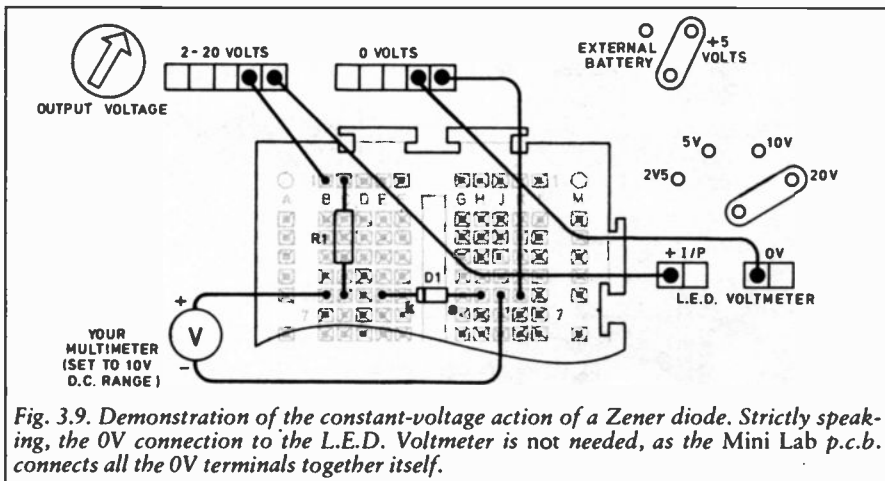 2-20 VOLTS
0 VOLTS
EXTERNAL
BATTERY
+5
VOLTS
OUTPUT VOLTAGE
5V
10V
2V5
20V
1
1
A
B
D
F
G
H
J
M
R1
D1
k
a
7
7
+ I/P
0V
L.E.D. VOLTMETER
+
V
-
YOUR
MULTIMETER
(SET TO 10V
D.C. RANGE)
Fig. 3.9. Demonstration of the constant-voltage action of a Zener diode. Strictly speak-
ing, the 0V connection to the L.E.D. Voltmeter is not needed, as the Mini Lab p.c.b.
connects all the 0V terminals together itself.